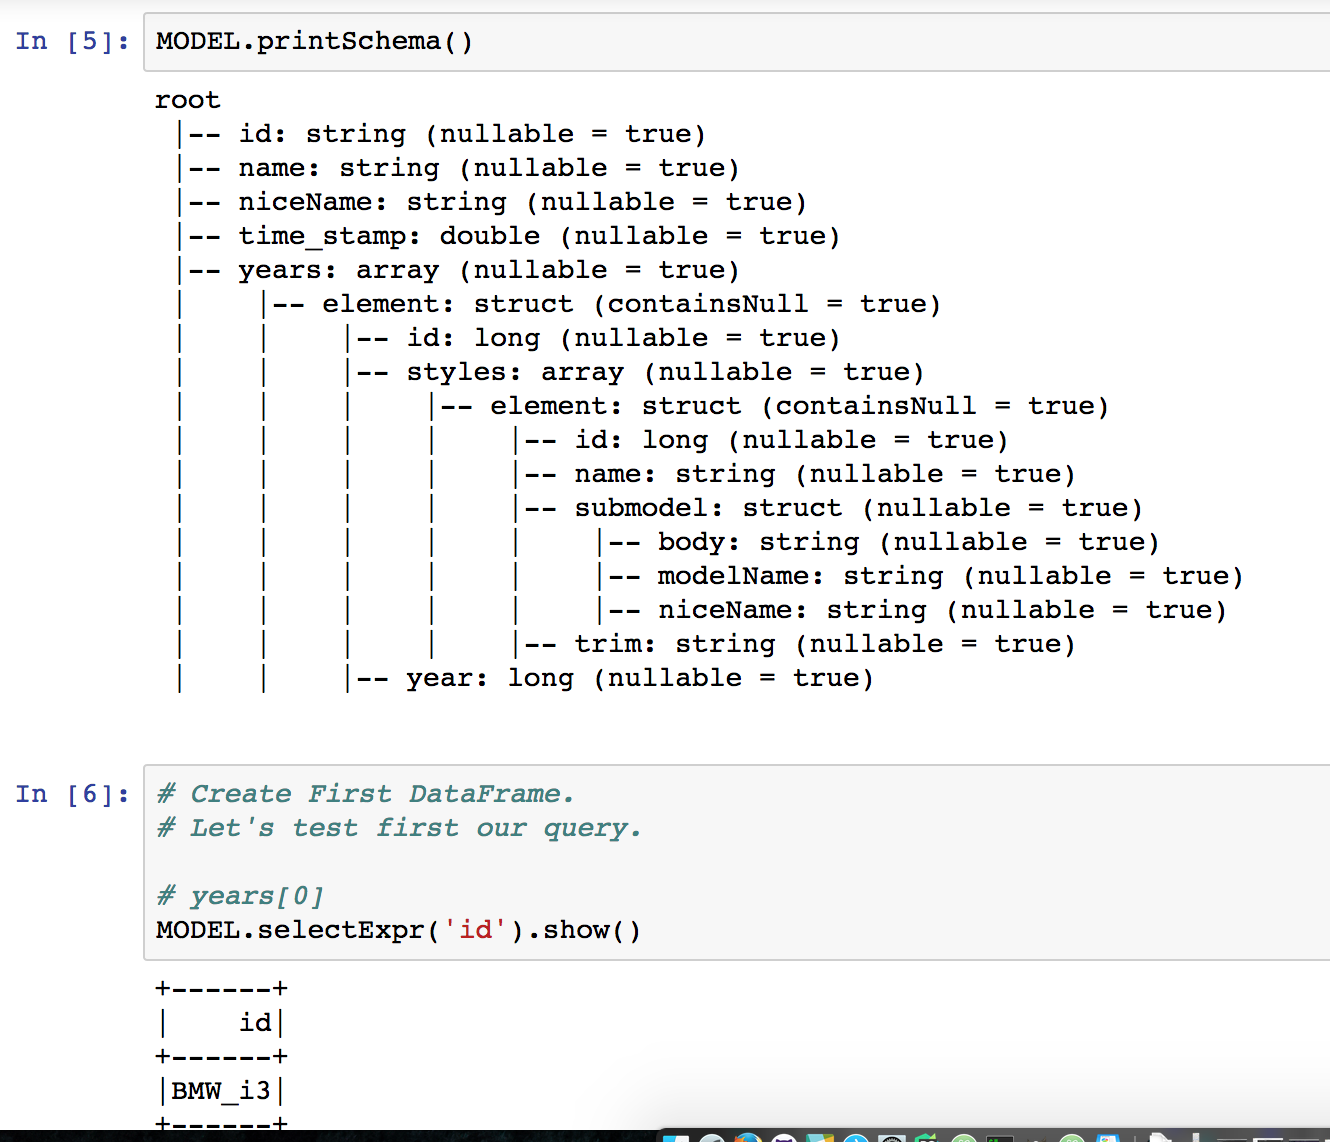 In [5]: MODEL.printSchema()
root
 |-- id: string (nullable = true)
 |-- name: string (nullable = true)
 |-- niceName: string (nullable = true)
 |-- time_stamp: double (nullable = true)
 |-- years: array (nullable = true)
 |    |-- element: struct (containsNull = true)
 |    |    |-- id: long (nullable = true)
 |    |    |-- styles: array (nullable = true)
 |    |    |    |-- element: struct (containsNull = true)
 |    |    |    |    |-- id: long (nullable = true)
 |    |    |    |    |-- name: string (nullable = true)
 |    |    |    |    |-- submodel: struct (nullable = true)
 |    |    |    |    |    |-- body: string (nullable = true)
 |    |    |    |    |    |-- modelName: string (nullable = true)
 |    |    |    |    |    |-- niceName: string (nullable = true)
 |    |    |    |    |-- trim: string (nullable = true)
 |    |    |-- year: long (nullable = true)
In [6]: # Create First DataFrame.
# Let's test first our query.
# years[0]
MODEL.selectExpr('id').show()
+------+
|    id|
+------+
|BMW_i3|
+------+